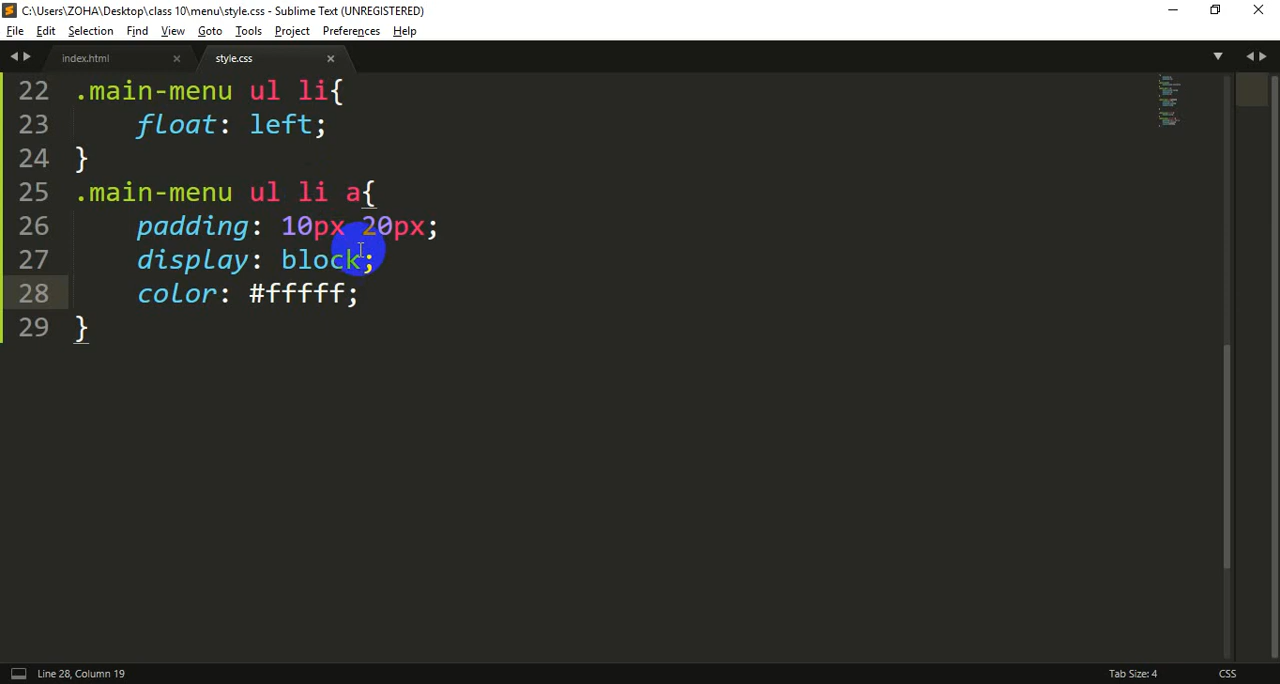 C:\Users\ZOHA\Desktop\class 10\menu\style.css - Sublime Text (UNREGISTERED)
File Edit Selection Find View Goto Tools Project Preferences Help
index.html style.css
22 .main-menu ul li{
23 float: left;
24 }
25 .main-menu ul li a{
26 padding: 10px 20px;
27 display: block;
28 color: #fffff;
29 }
Line 28, Column 19 Tab Size: 4 CSS